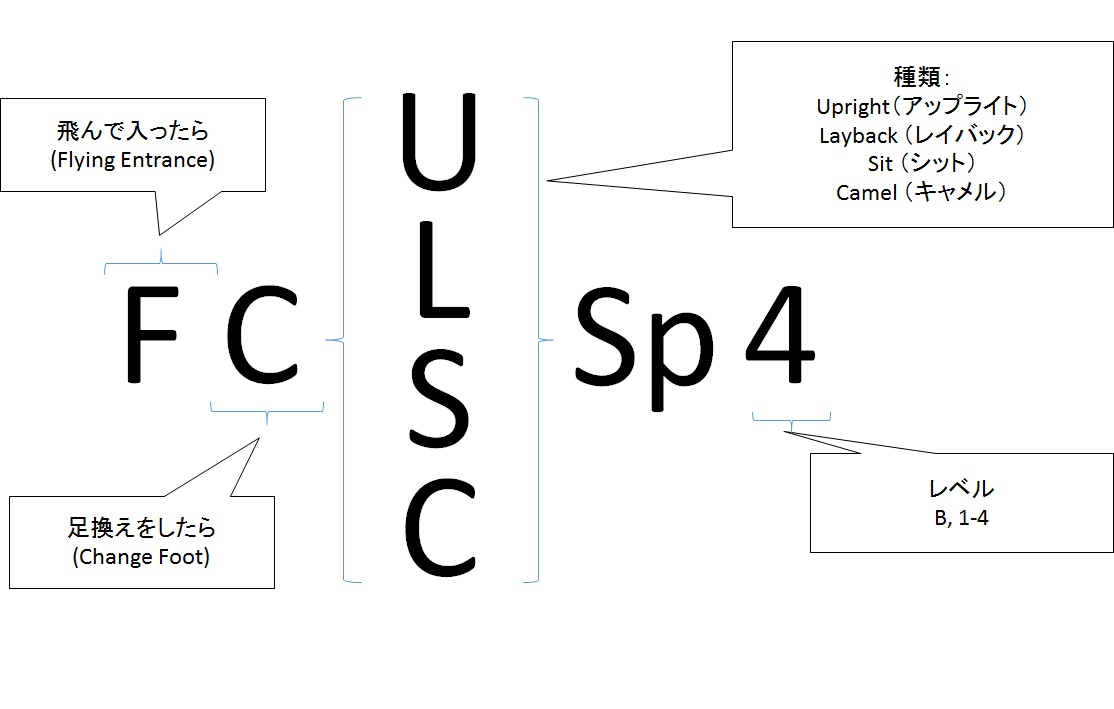 種類：
Upright（アップライト）
Layback （レイバック）
Sit （シット）
Camel （キャメル）
飛んで入ったら
(Flying Entrance)
F C
U
L
S
C
Sp 4
足換えをしたら
(Change Foot)
レベル
B, 1-4